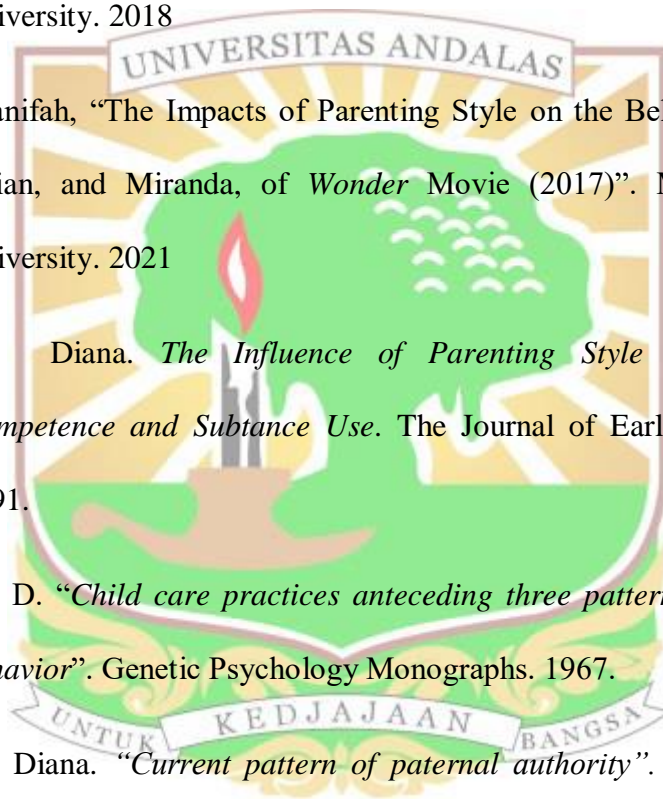 iversity. 2018
UNIVERSITAS ANDALAS
anifah, “The Impacts of Parenting Style on the Bel
ian, and Miranda, of Wonder Movie (2017)”. M
iversity. 2021
Diana. The Influence of Parenting Style
mpetence and Subtance Use. The Journal of Earl
91.
D. “Child care practices anteceding three pattern
havior”. Genetic Psychology Monographs. 1967.
UNTUK KEDJAJAAN BANGSA
Diana. “Current pattern of paternal authority”.